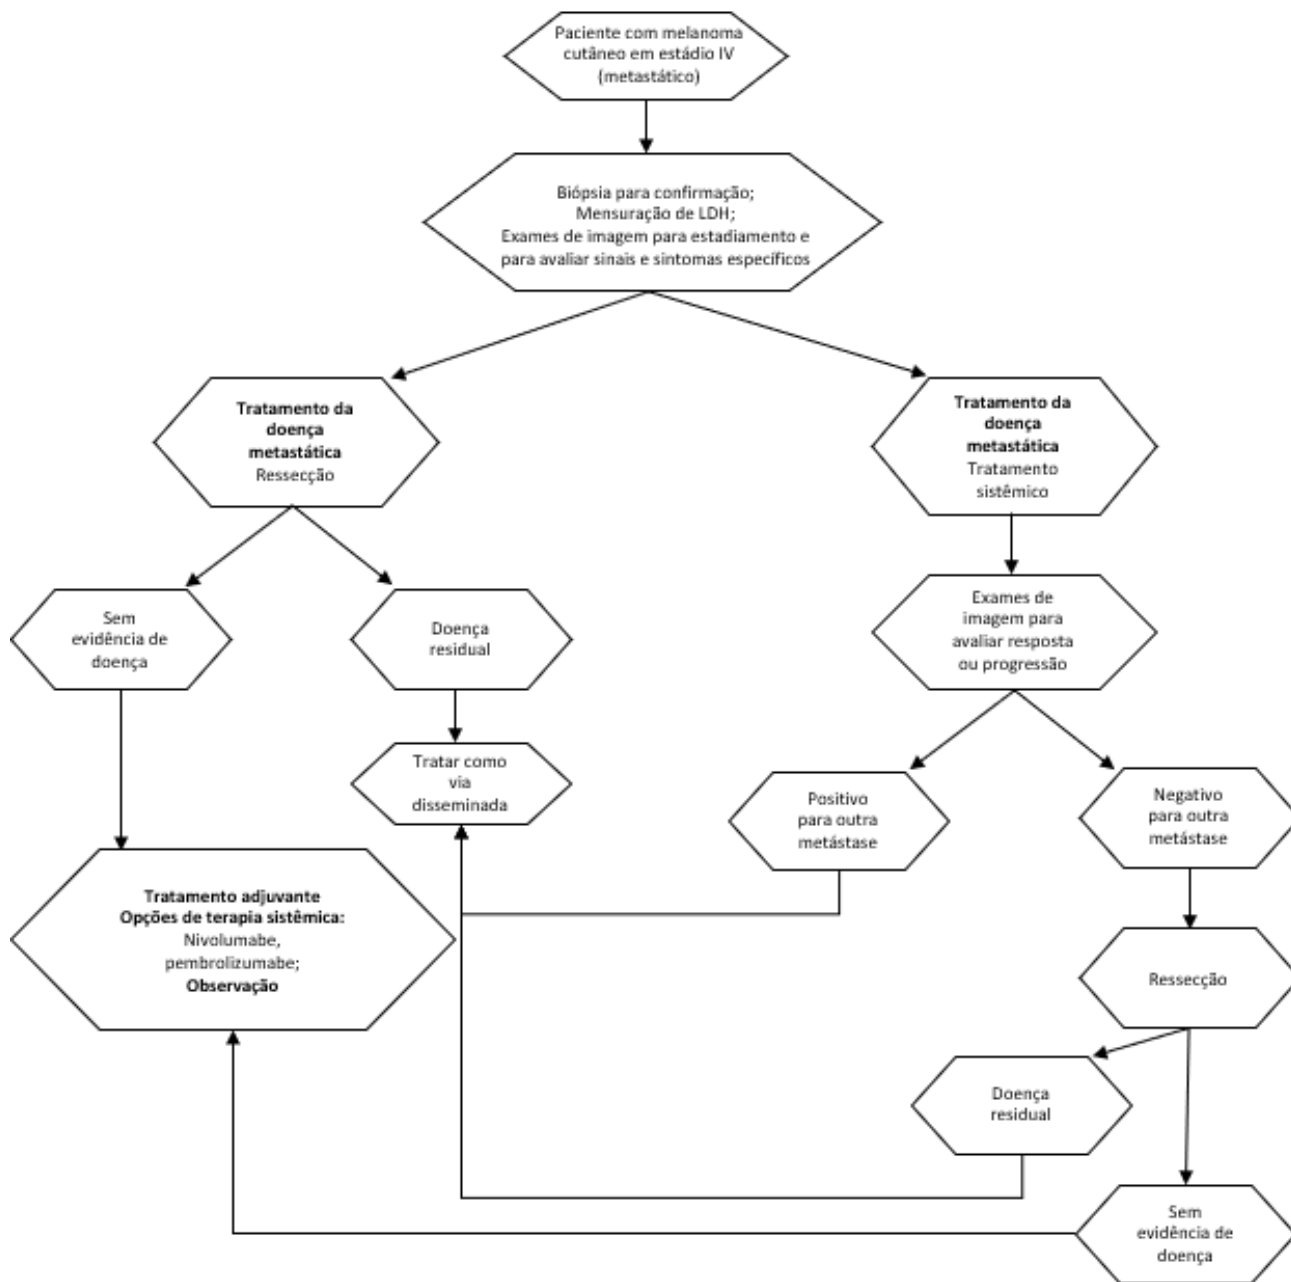 Paciente com melanoma
cutâneo em estádio IV
(metastático)
Biópsia para confirmação;
Mensuração de LDH;
Exames de imagem para estadiamento e
para avaliar sinais e sintomas específicos
Tratamento da
doença
metastática
Ressecção
Tratamento da
doença
metastática
Tratamento
sistêmico
Sem
evidência de
doença
Doença
residual
Exames de
imagem para
avaliar resposta
ou progressão
Tratar como
via
disseminada
Positivo
para outra
metástase
Negativo
para outra
metástase
Tratamento adjuvante
Opções de terapia sistêmica:
Nivolumabe,
pembrolizumabe;
Observação
Ressecção
Doença
residual
Sem
evidência de
doença